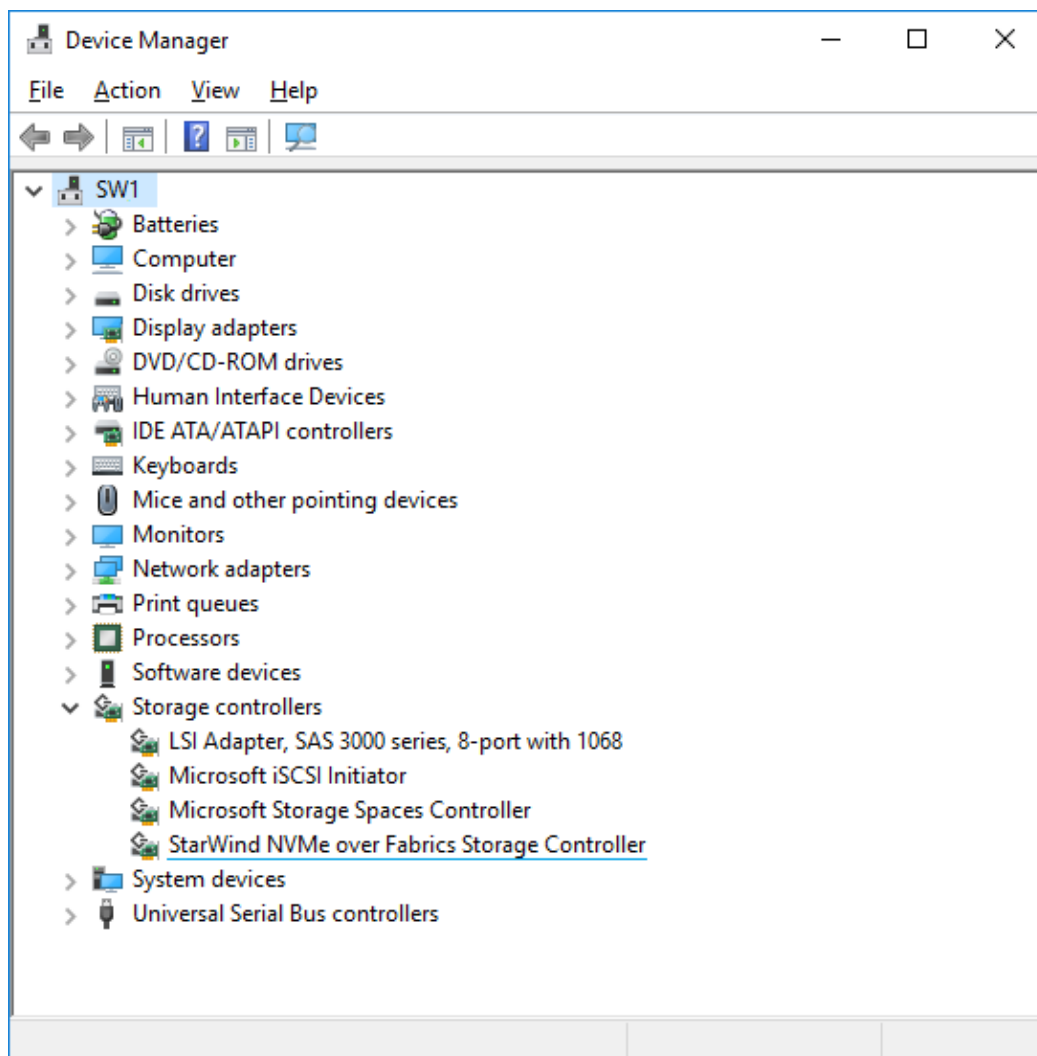 Device Manager
File Action View Help
SW1
Batteries
Computer
Disk drives
Display adapters
DVD/CD-ROM drives
Human Interface Devices
IDE ATA/ATAPI controllers
Keyboards
Mice and other pointing devices
Monitors
Network adapters
Print queues
Processors
Software devices
Storage controllers
LSI Adapter, SAS 3000 series, 8-port with 1068
Microsoft iSCSI Initiator
Microsoft Storage Spaces Controller
StarWind NVMe over Fabrics Storage Controller
System devices
Universal Serial Bus controllers